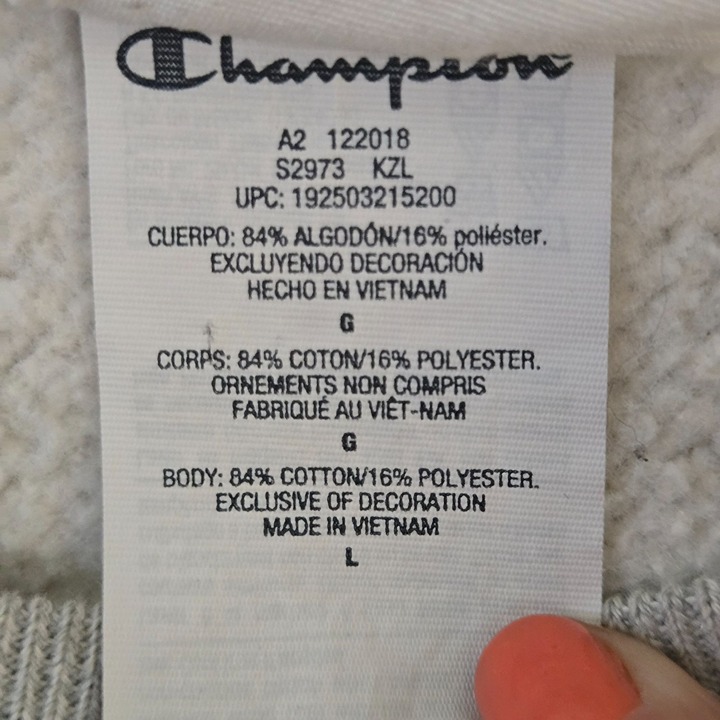 Champion
A2 122018
S2973 KZL
UPC: 192503215200
CUERPO: 84% ALGODÓN/16% poliéster.
EXCLUYENDO DECORACIÓN
HECHO EN VIETNAM
G
CORPS: 84% COTON/16% POLYESTER.
ORNEMENTS NON COMPRIS
FABRIQUÉ AU VIÊT-NAM
G
BODY: 84% COTTON/16% POLYESTER.
EXCLUSIVE OF DECORATION
MADE IN VIETNAM
L